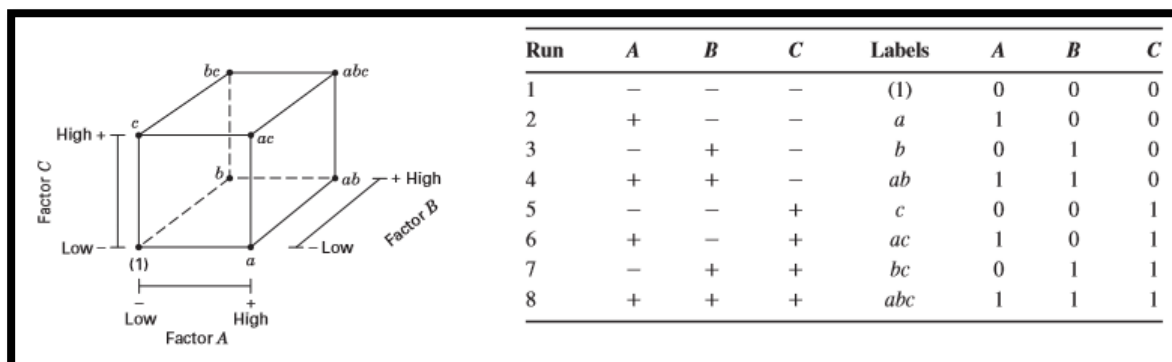 bc
abc
c
High +
ac
Factor C
b
ab
+ High
Factor B
Low −
− Low
(1)
a
− +
Low High
Factor A
Run A B C Labels A B C
1 − − − (1) 0 0 0
2 + − − a 1 0 0
3 − + − b 0 1 0
4 + + − ab 1 1 0
5 − − + c 0 0 1
6 + − + ac 1 0 1
7 − + + bc 0 1 1
8 + + + abc 1 1 1